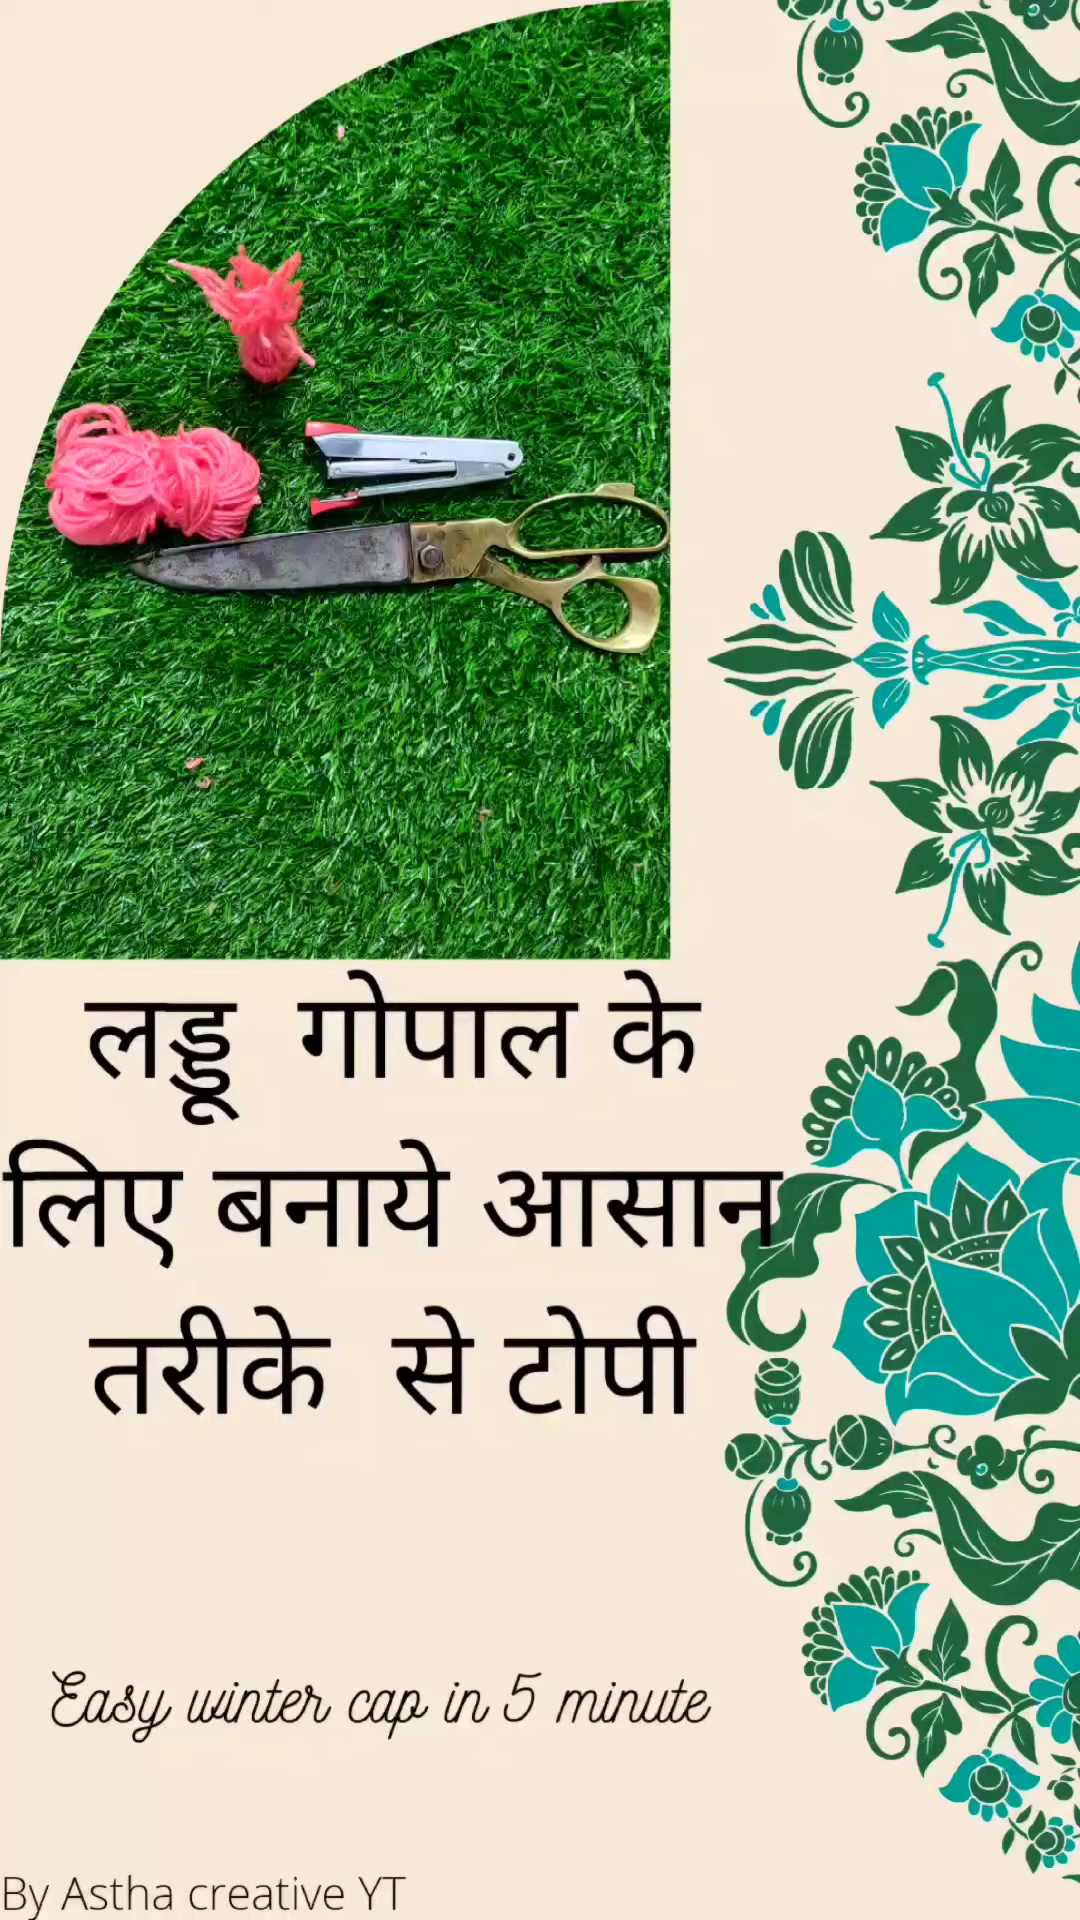 लड्डू गोपाल के
लिए बनाये आसान
तरीके से टोपी
Easy winter cap in 5 minute
By Astha creative YT